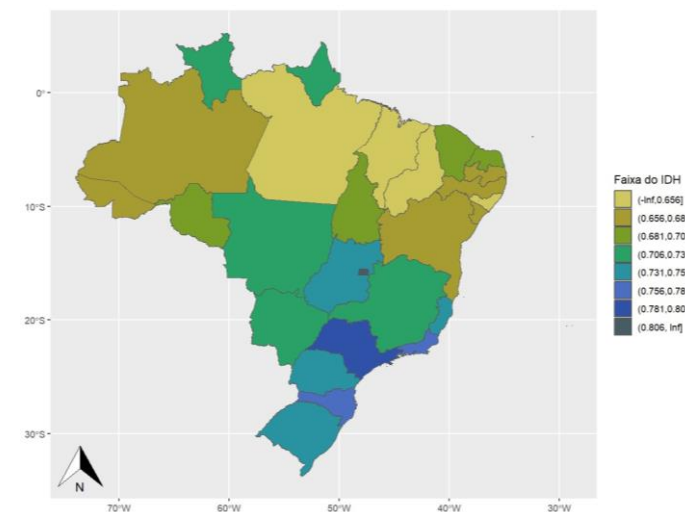 0°
10°S
20°S
30°S
70°W
60°W
50°W
40°W
30°W
N
Faixa do IDH
(-Inf,0.656]
(0.656,0.68
(0.681,0.70
(0.706,0.73
(0.731,0.75
(0.756,0.78
(0.781,0.80
(0.806, Inf]